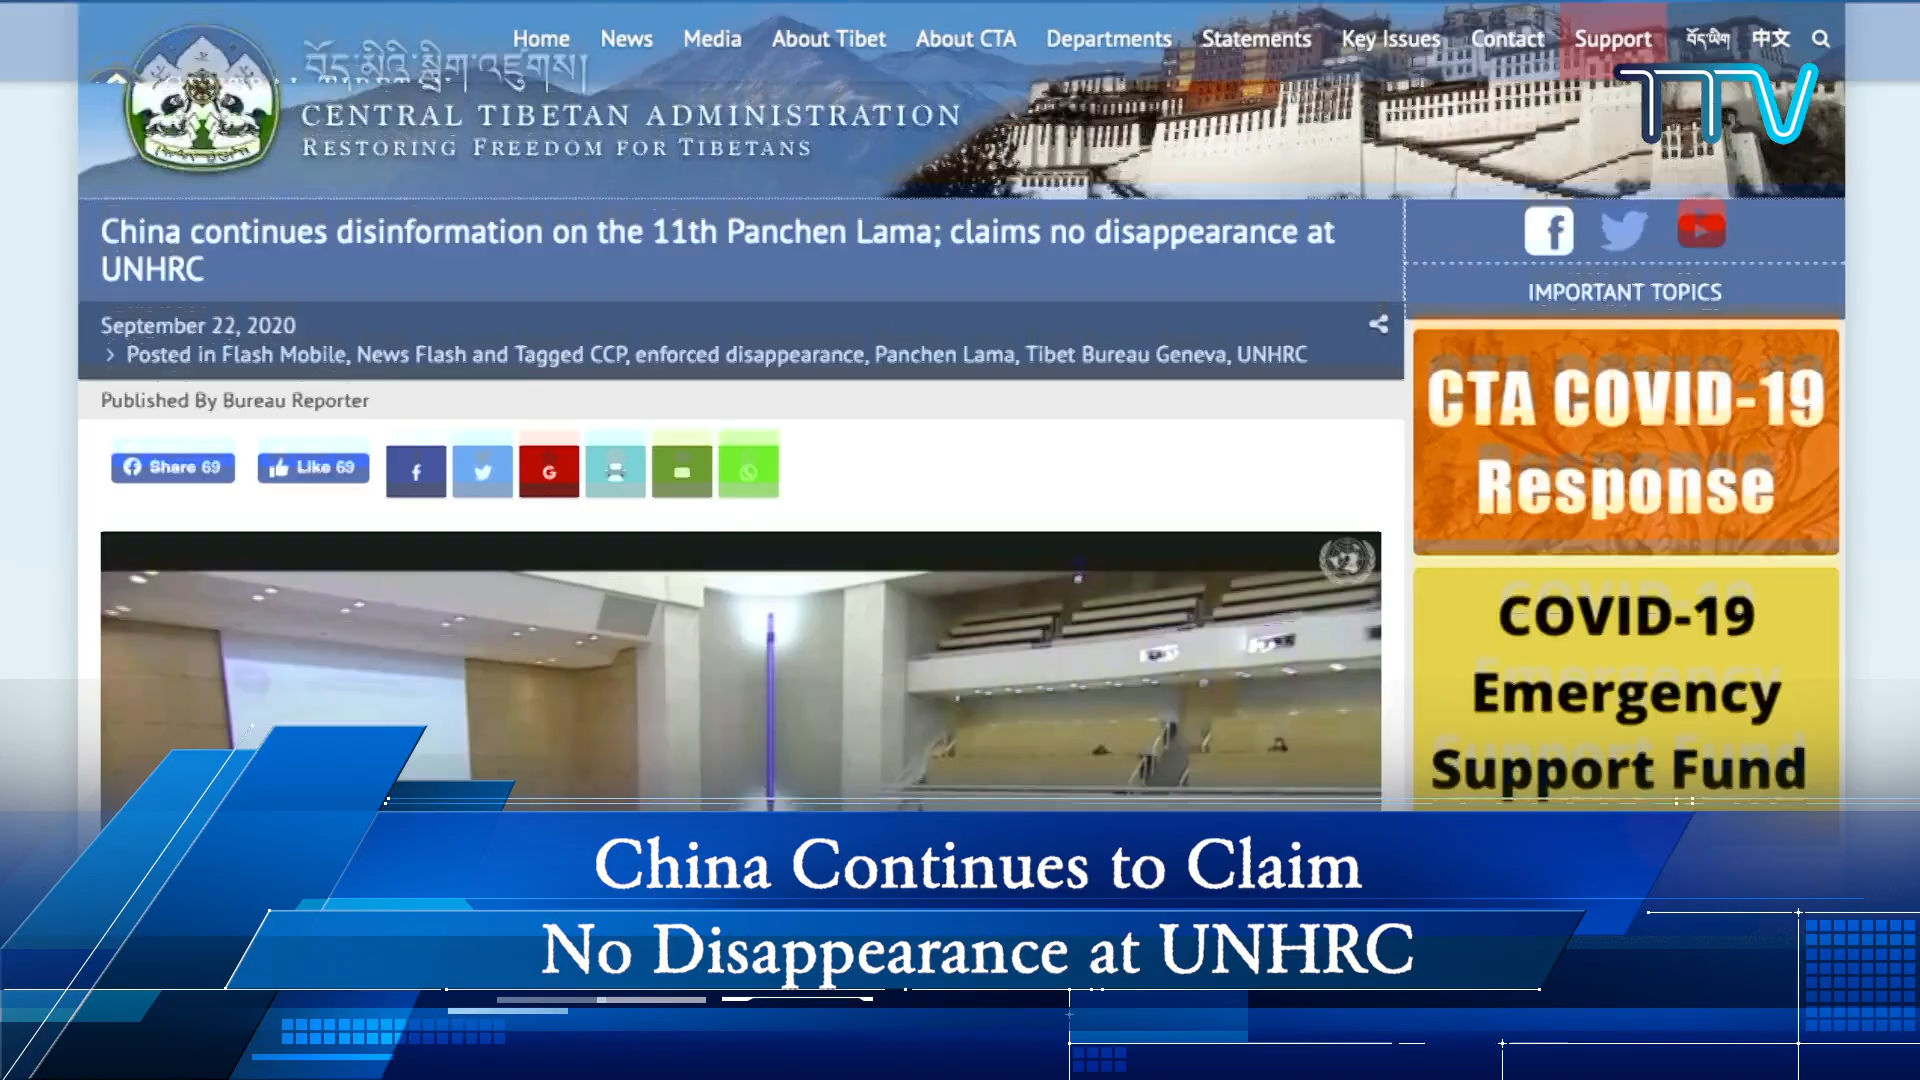 Home News Media About Tibet About CTA Departments Statements Key Issues Contact Support བོད་ཡིག 中文
བོད་མིའི་སྒྲིག་འཛུགས།
CENTRAL TIBETAN ADMINISTRATION
RESTORING FREEDOM FOR TIBETANS
TTV
China continues disinformation on the 11th Panchen Lama; claims no disappearance at
UNHRC
September 22, 2020
Posted in Flash Mobile, News Flash and Tagged CCP, enforced disappearance, Panchen Lama, Tibet Bureau Geneva, UNHRC
Published By Bureau Reporter
Share 69 Like 69
IMPORTANT TOPICS
CTA COVID-19
Response
COVID-19
Emergency
Support Fund
China Continues to Claim
No Disappearance at UNHRC